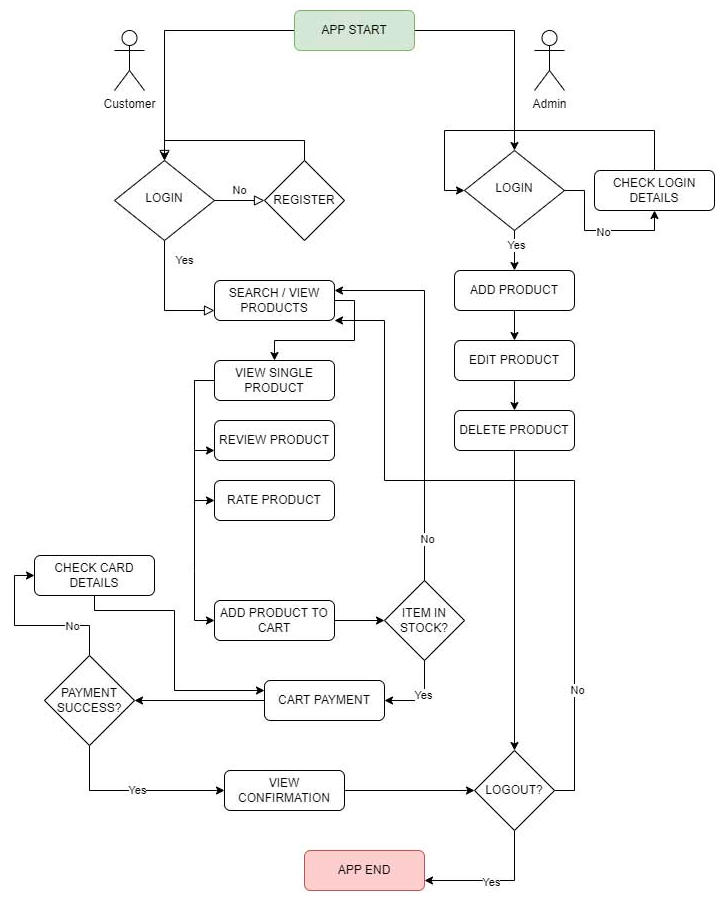 APP START
Customer
Admin
LOGIN
No
REGISTER
LOGIN
CHECK LOGIN
DETAILS
No
Yes
Yes
SEARCH / VIEW
PRODUCTS
ADD PRODUCT
VIEW SINGLE
PRODUCT
EDIT PRODUCT
REVIEW PRODUCT
DELETE PRODUCT
RATE PRODUCT
No
CHECK CARD
DETAILS
ADD PRODUCT TO
CART
ITEM IN
STOCK?
No
PAYMENT
SUCCESS?
CART PAYMENT
Yes
No
Yes
VIEW
CONFIRMATION
LOGOUT?
APP END
Yes